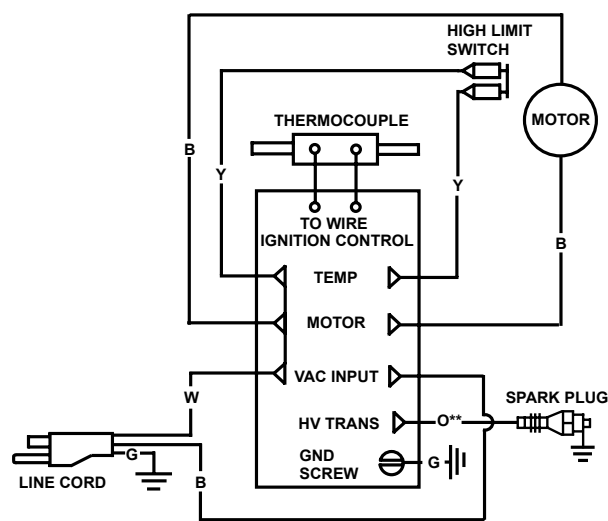 HIGH LIMIT
SWITCH
MOTOR
THERMOCOUPLE
B
Y
Y
B
TO WIRE
IGNITION CONTROL
TEMP
MOTOR
VAC INPUT
W
HV TRANS
O**
SPARK PLUG
GND
SCREW
G
G
LINE CORD
B